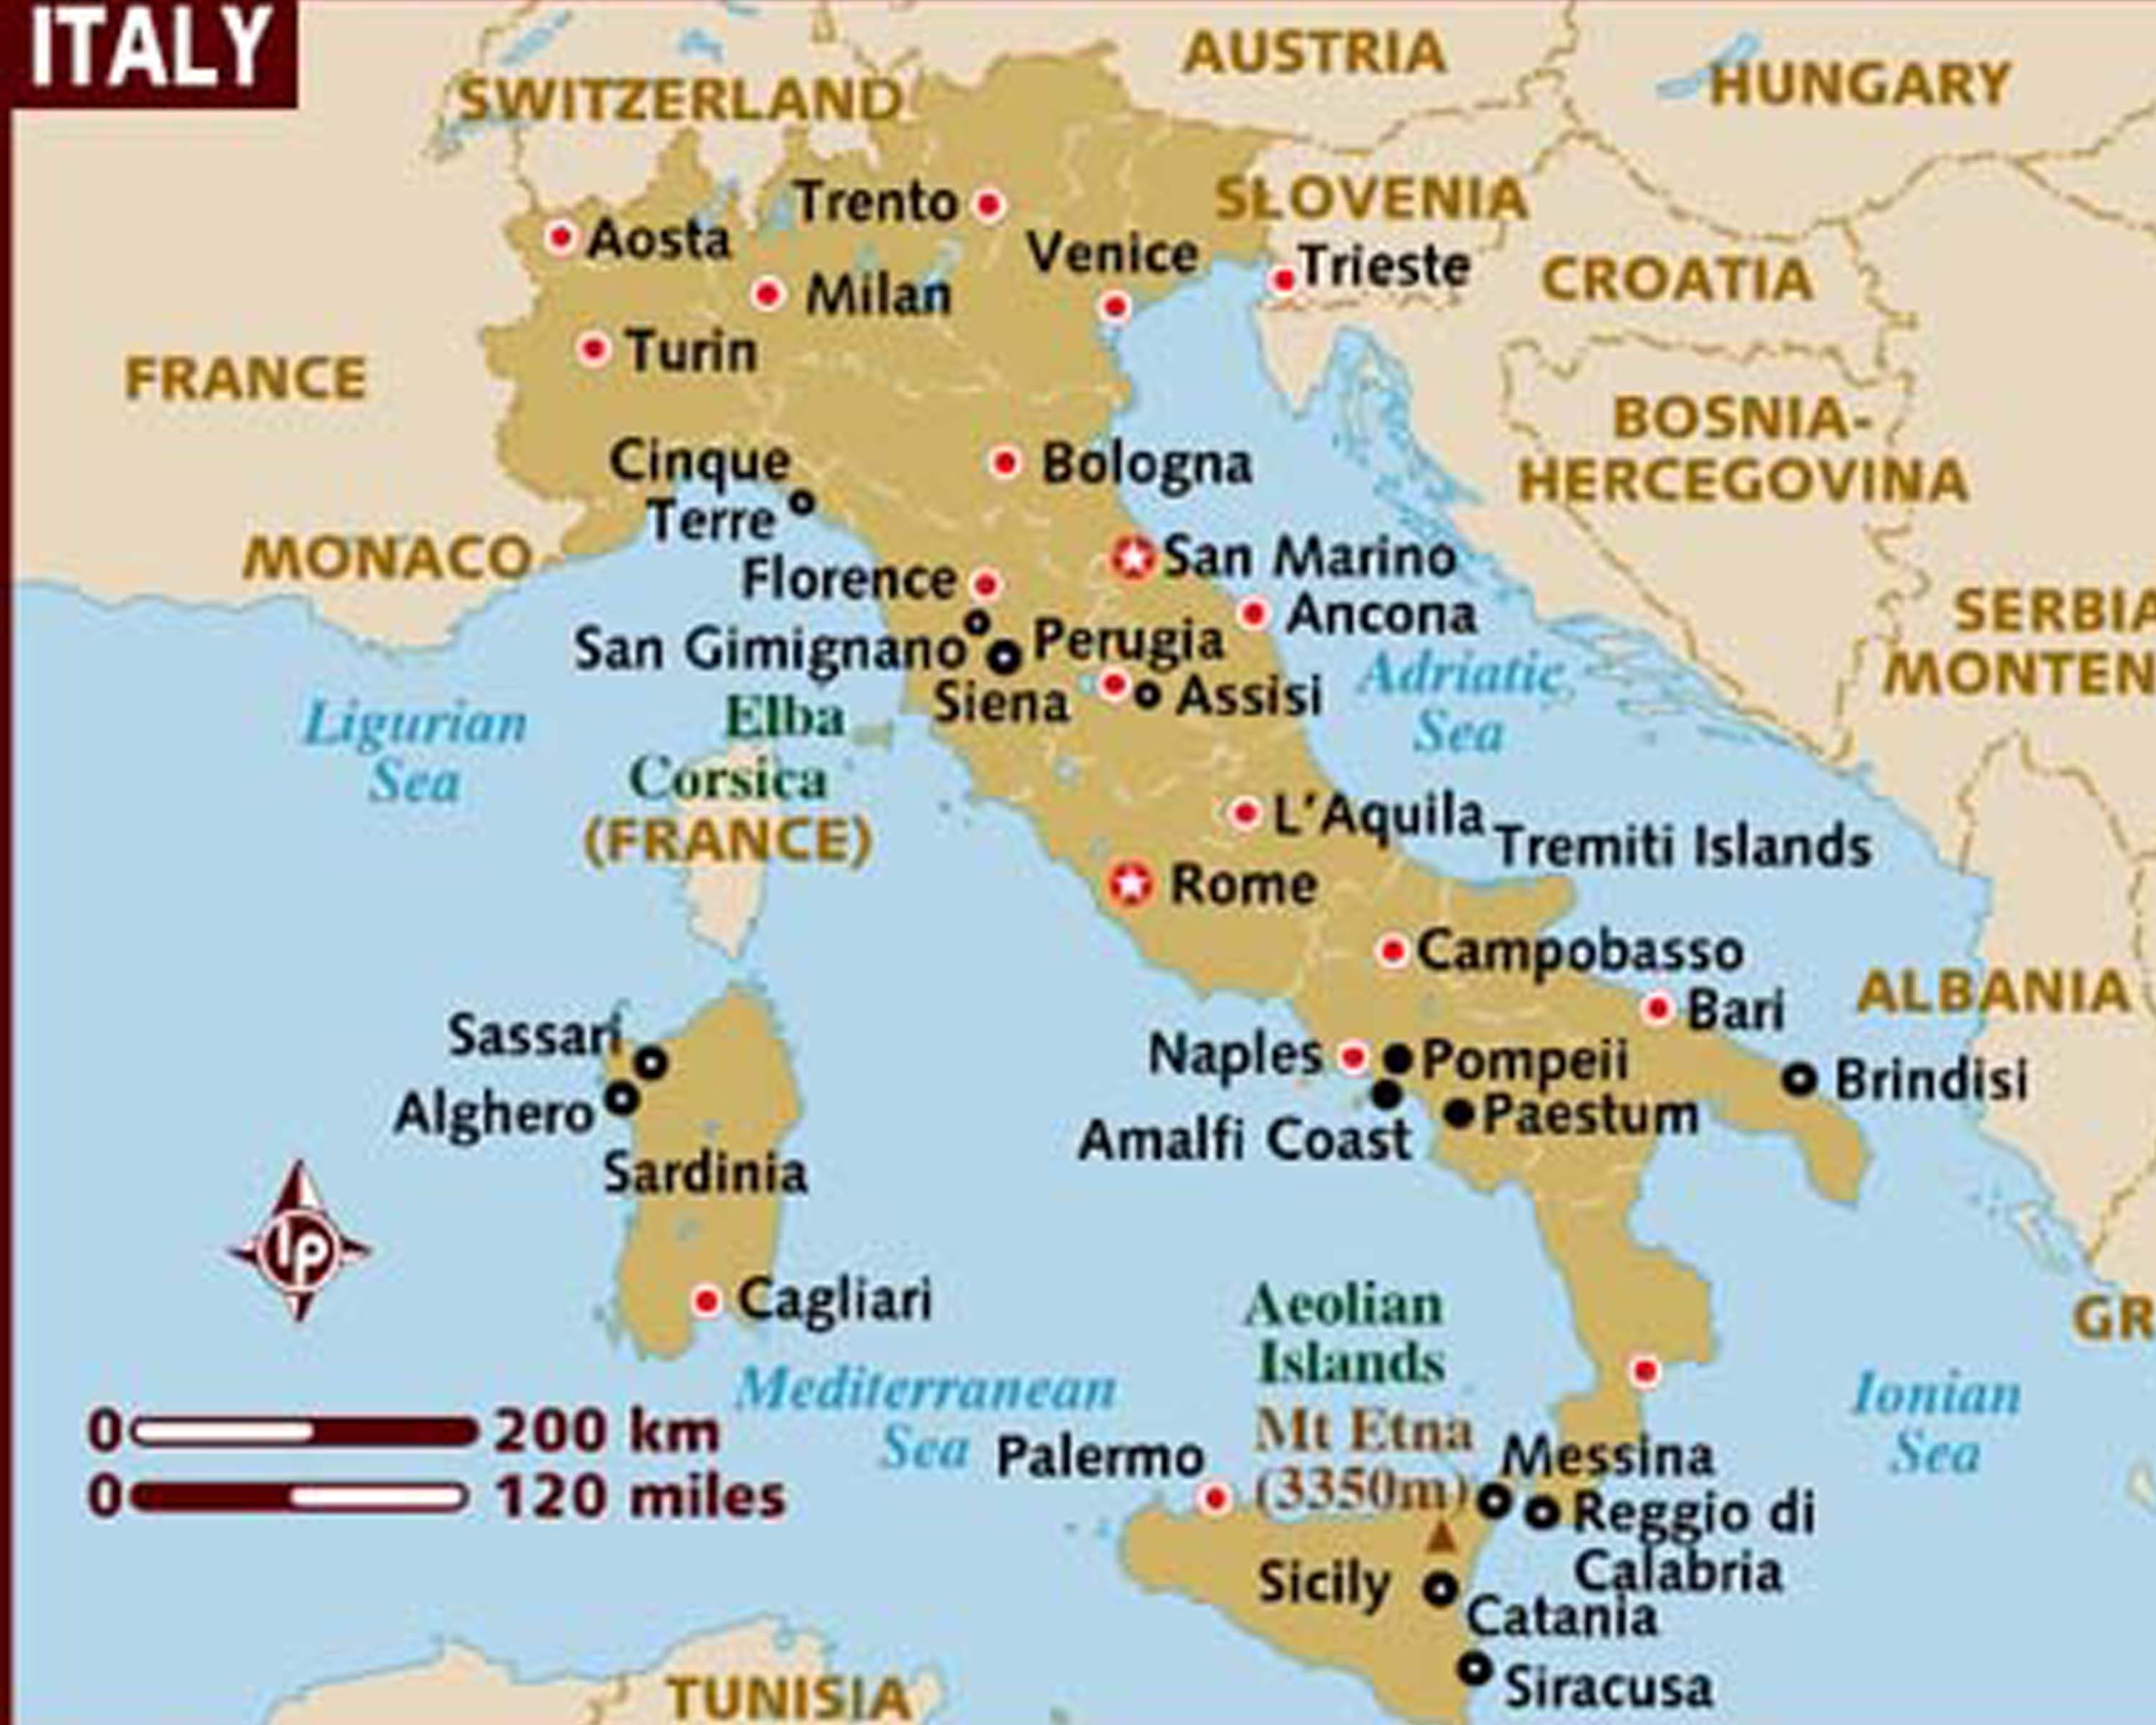 ITALY
AUSTRIA
HUNGARY
SWITZERLAND
SLOVENIA
Trento
Aosta
Venice
Trieste
CROATIA
Milan
Turin
FRANCE
BOSNIA-
HERCEGOVINA
Cinque
Terre
Bologna
MONACO
San Marino
Florence
Ancona
SERBIA
MONTEN
San Gimignano
Perugia
Siena
Assisi
Adriatic
Sea
Ligurian
Sea
Elba
Corsica
(FRANCE)
L'Aquila
Tremiti Islands
Rome
Campobasso
Bari
ALBANIA
Sassari
Alghero
Sardinia
Naples
Pompeii
Brindisi
Amalfi Coast
Paestum
lp
Cagliari
Aeolian
Islands
GR
Mediterranean
Sea
Ionian
Sea
0 200 km
0 120 miles
Palermo
Mt Etna
(3350m)
Messina
Reggio di
Calabria
Sicily
Catania
Siracusa
TUNISIA